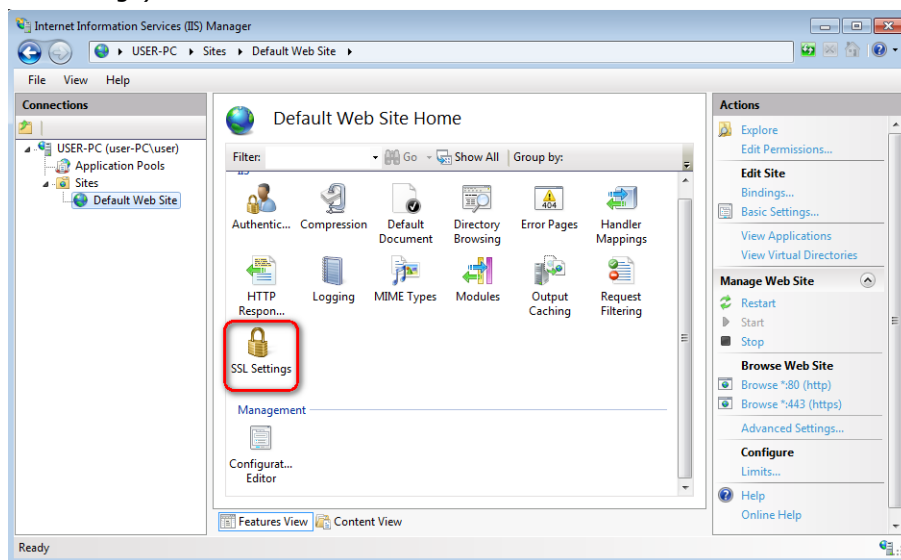 Internet Information Services (IIS) Manager
USER-PC Sites Default Web Site
File View Help
Connections
USER-PC (user-PC\user)
Application Pools
Sites
Default Web Site
Default Web Site Home
Filter: Go Show All Group by:
Authentic... Compression Default Document Directory Browsing Error Pages Handler Mappings
404
HTTP Respon... Logging MIME Types Modules Output Caching Request Filtering
SSL Settings
Management
Configurat... Editor
Features View Content View
Actions
Explore
Edit Permissions...
Edit Site
Bindings...
Basic Settings...
View Applications
View Virtual Directories
Manage Web Site
Restart
Start
Stop
Browse Web Site
Browse *:80 (http)
Browse *:443 (https)
Advanced Settings...
Configure
Limits...
Help
Online Help
Ready